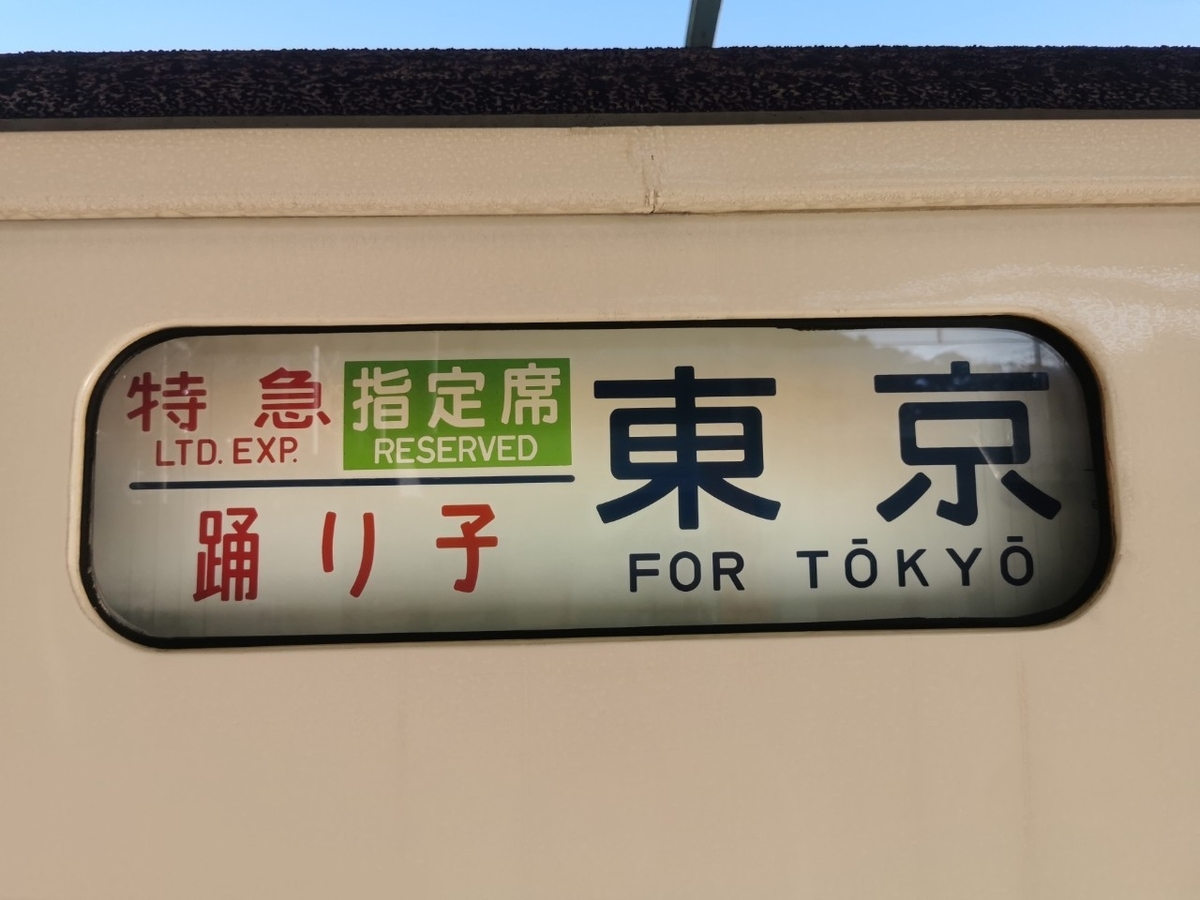 特急
LTD. EXP.
指定席
RESERVED
踊り子
東京
FOR TŌKYŌ